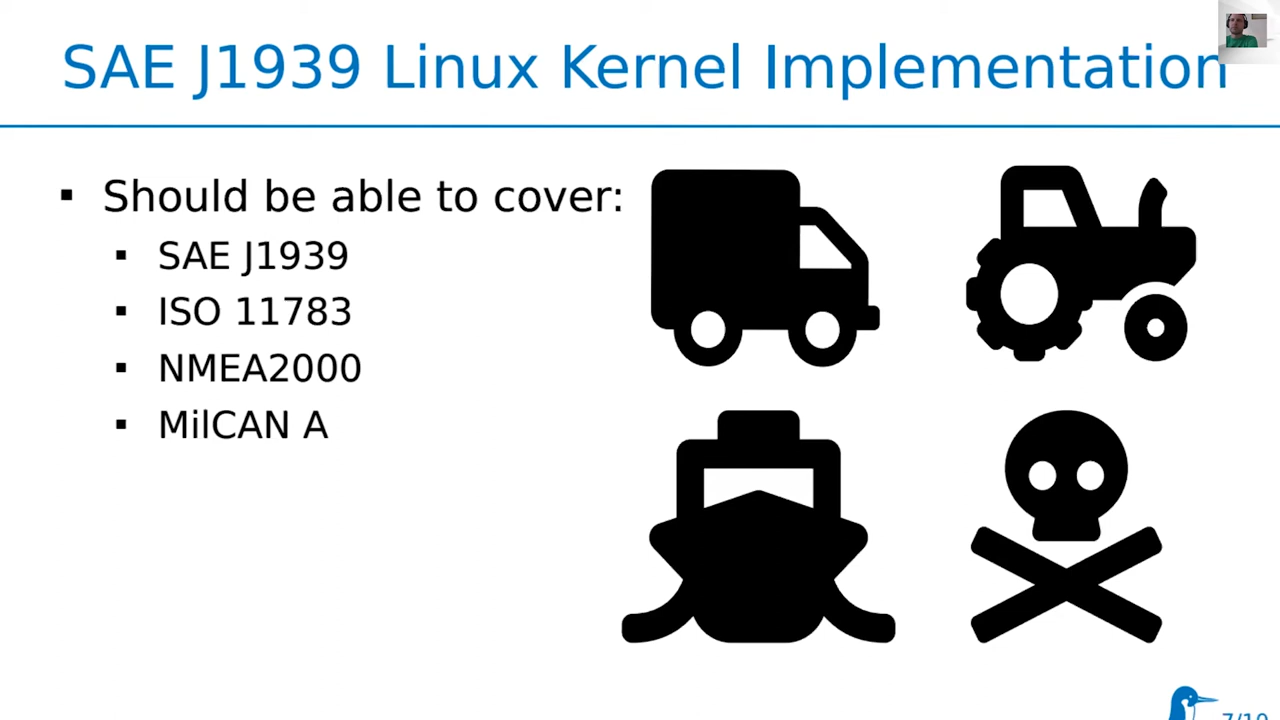 SAE J1939 Linux Kernel Implementation
▪ Should be able to cover:
▪ SAE J1939
▪ ISO 11783
▪ NMEA2000
▪ MilCAN A